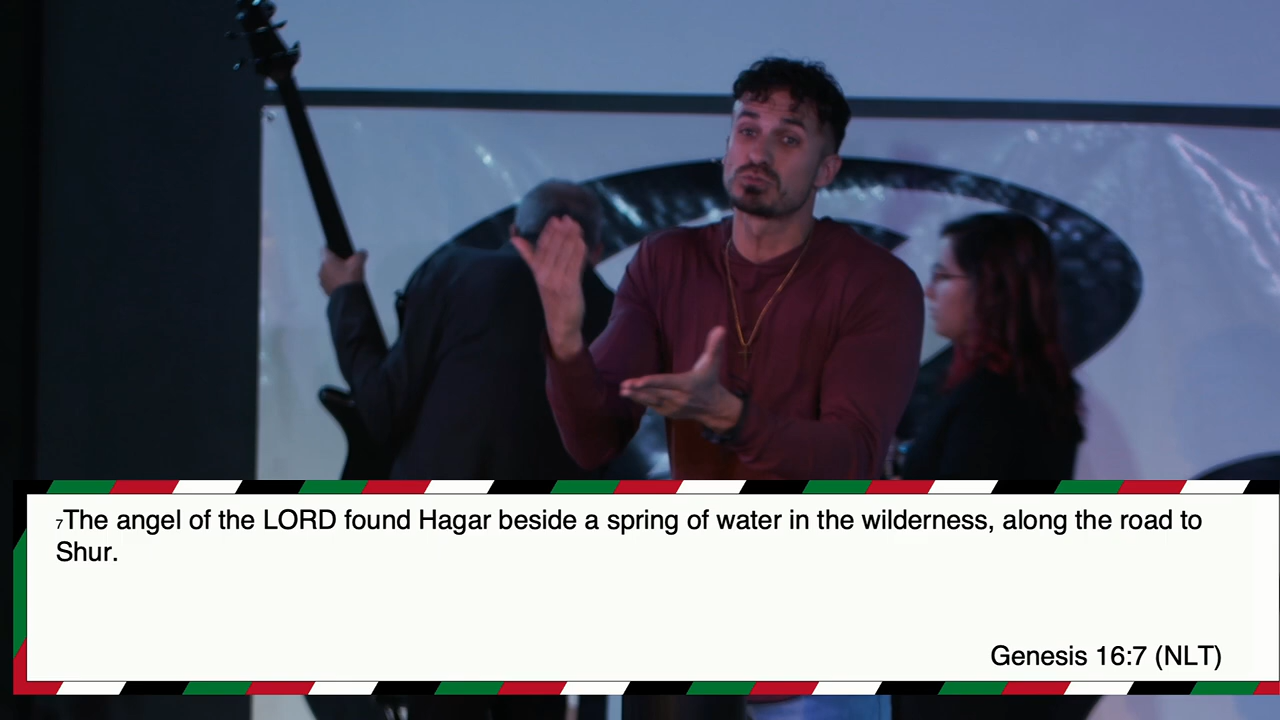 7The angel of the LORD found Hagar beside a spring of water in the wilderness, along the road to
Shur.
Genesis 16:7 (NLT)